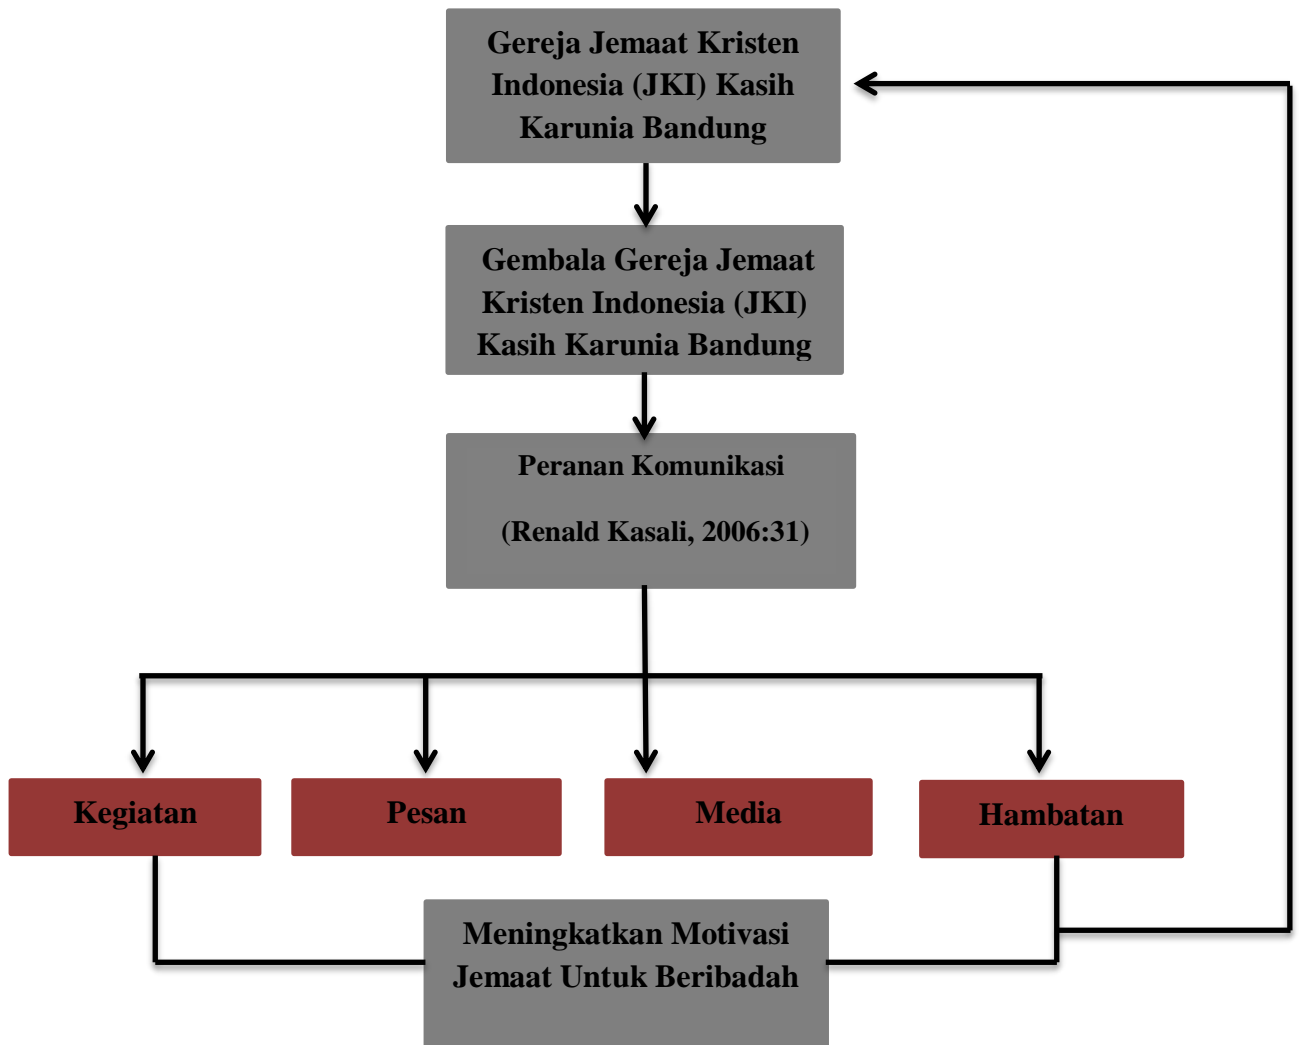 Gereja Jemaat Kristen
Indonesia (JKI) Kasih
Karunia Bandung
Gembala Gereja Jemaat
Kristen Indonesia (JKI)
Kasih Karunia Bandung
Peranan Komunikasi
(Renald Kasali, 2006:31)
Kegiatan
Pesan
Media
Hambatan
Meningkatkan Motivasi
Jemaat Untuk Beribadah